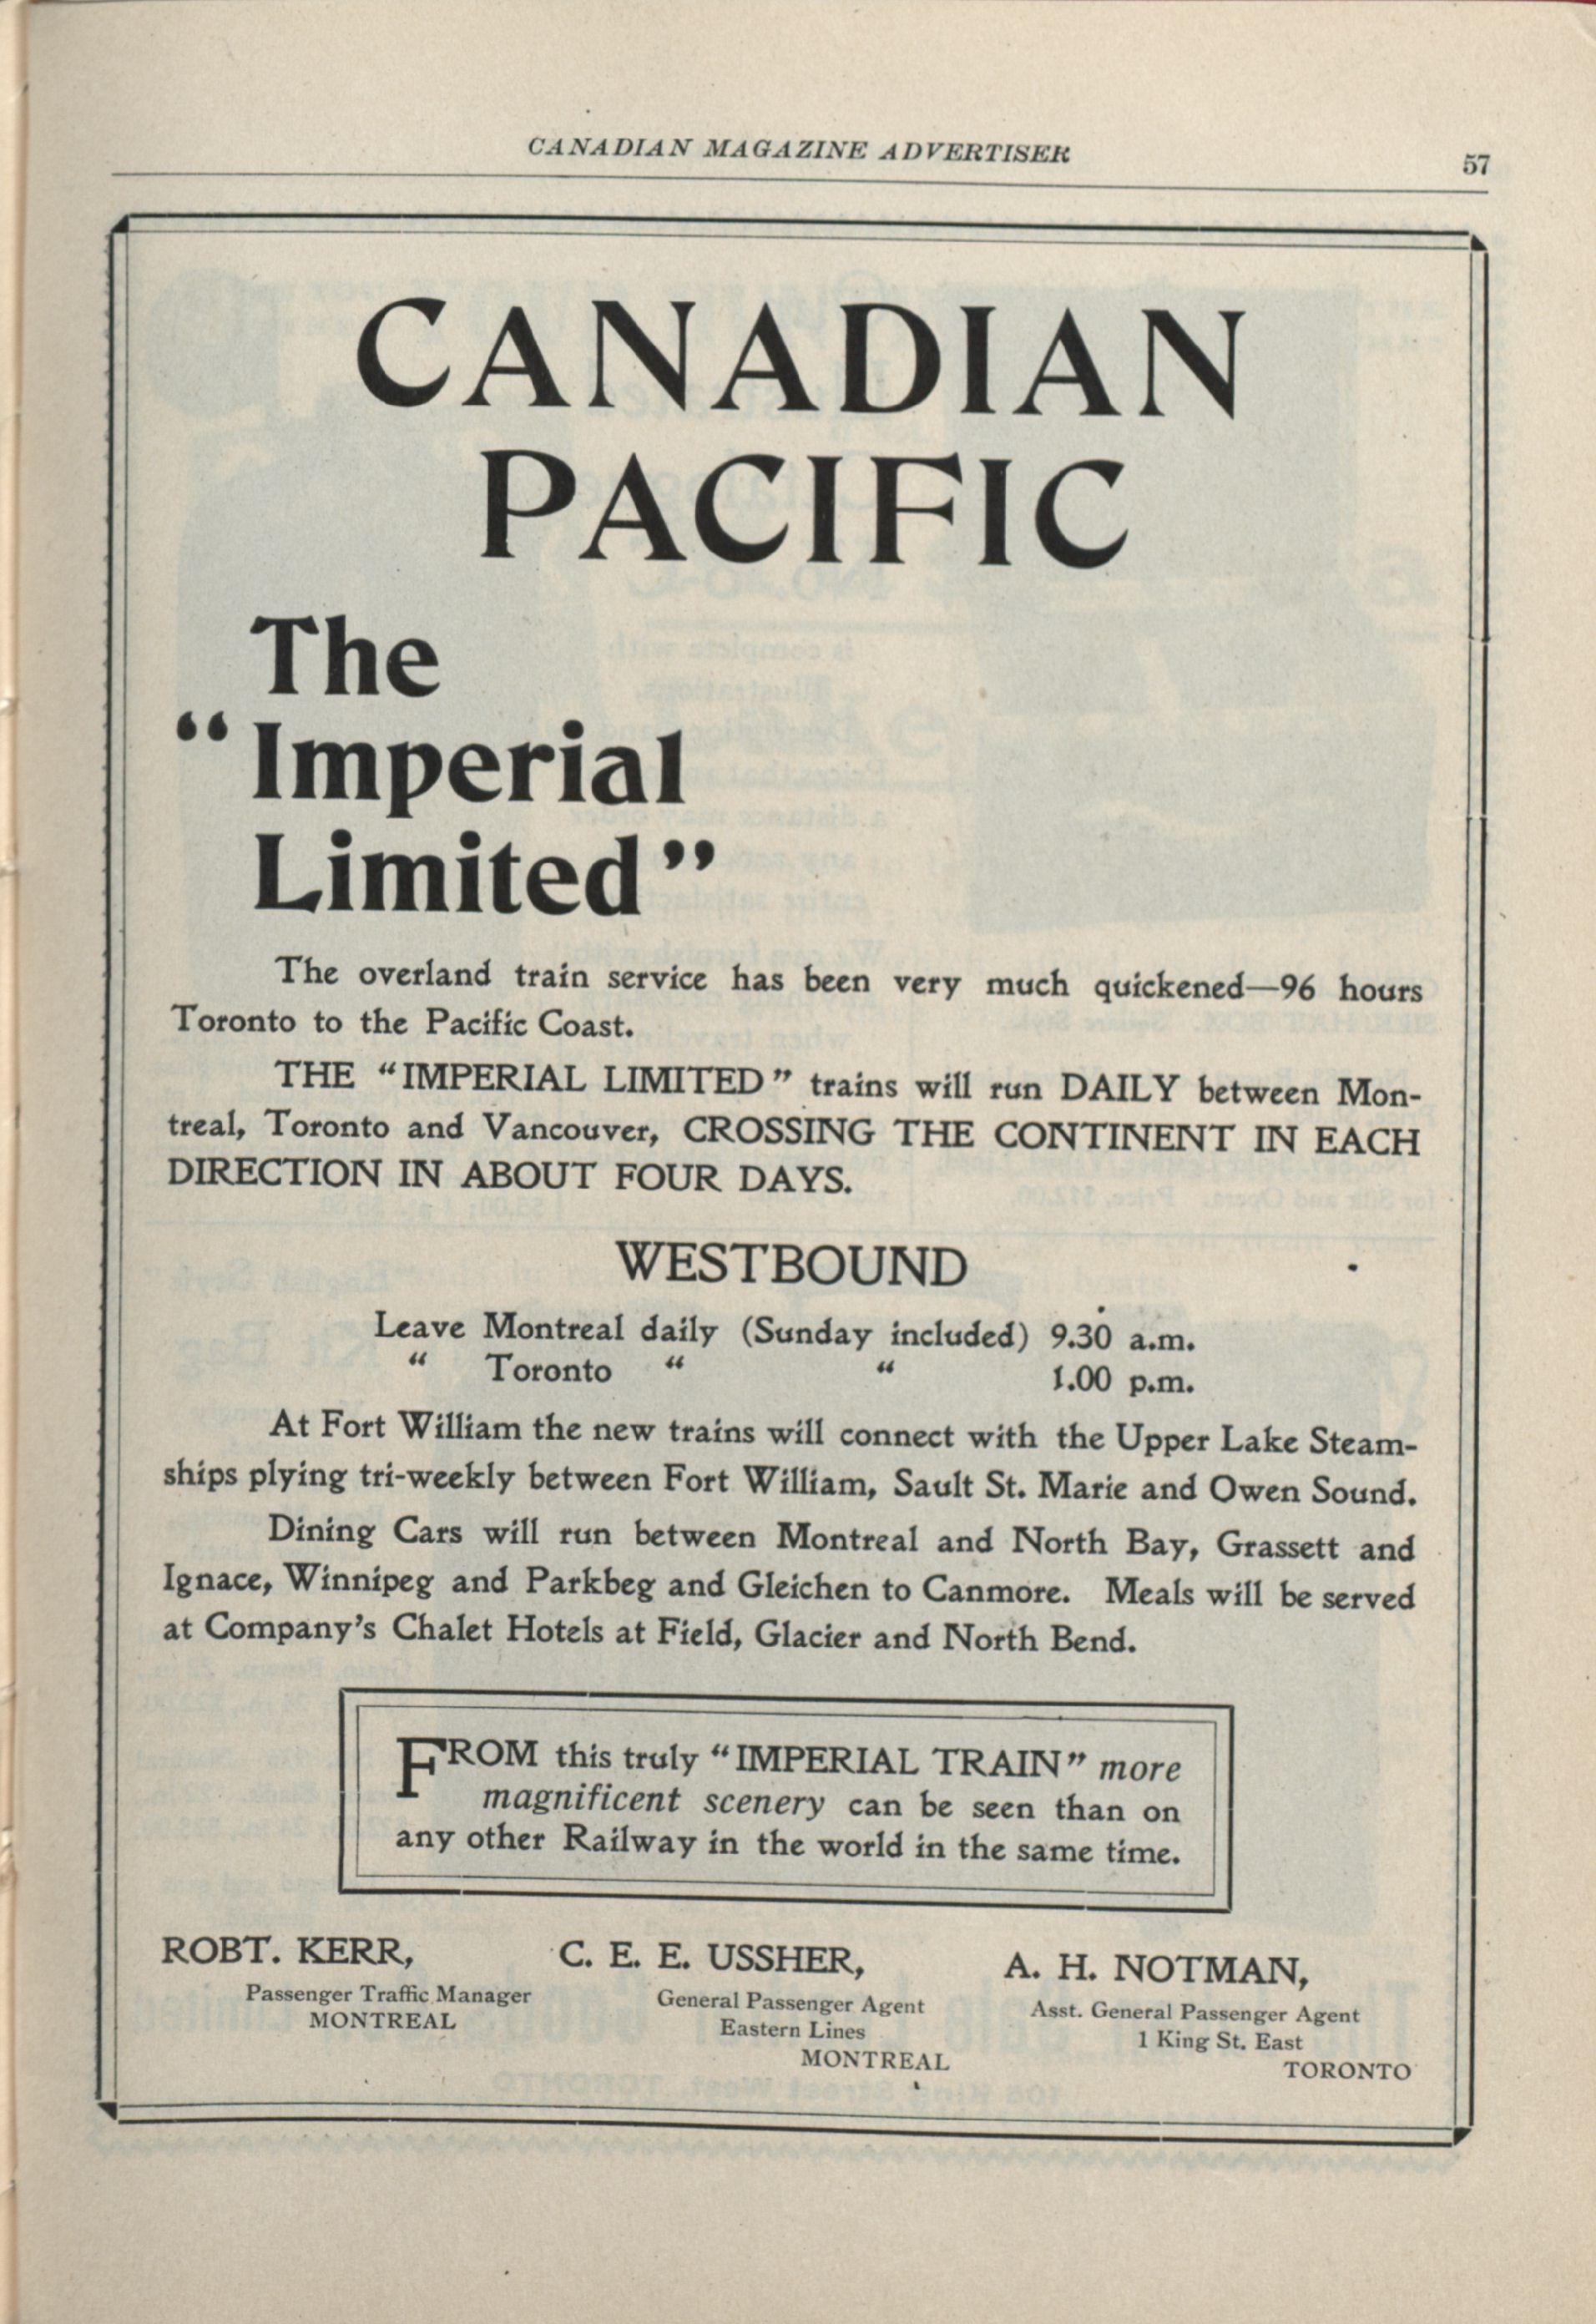 CANADIAN MAGAZINE ADVERTISER
57
CANADIAN
PACIFIC
The
“Imperial
Limited”
The overland train service has been very much quickened—96 hours
Toronto to the Pacific Coast.
THE “IMPERIAL LIMITED” trains will run DAILY between Mon-
treal, Toronto and Vancouver, CROSSING THE CONTINENT IN EACH
DIRECTION IN ABOUT FOUR DAYS.
WESTBOUND
Leave Montreal daily (Sunday included) 9.30 a.m.
“ Toronto “ “ 1.00 p.m.
At Fort William the new trains will connect with the Upper Lake Steam-
ships plying tri-weekly between Fort William, Sault St. Marie and Owen Sound.
Dining Cars will run between Montreal and North Bay, Grassett and
Ignace, Winnipeg and Parkbeg and Gleichen to Canmore. Meals will be served
at Company's Chalet Hotels at Field, Glacier and North Bend.
FROM this truly “IMPERIAL TRAIN” more
magnificent scenery can be seen than on
any other Railway in the world in the same time.
ROBT. KERR,
Passenger Traffic Manager
MONTREAL
C. E. E. USSHER,
General Passenger Agent
Eastern Lines
MONTREAL
A. H. NOTMAN,
Asst. General Passenger Agent
1 King St. East
TORONTO